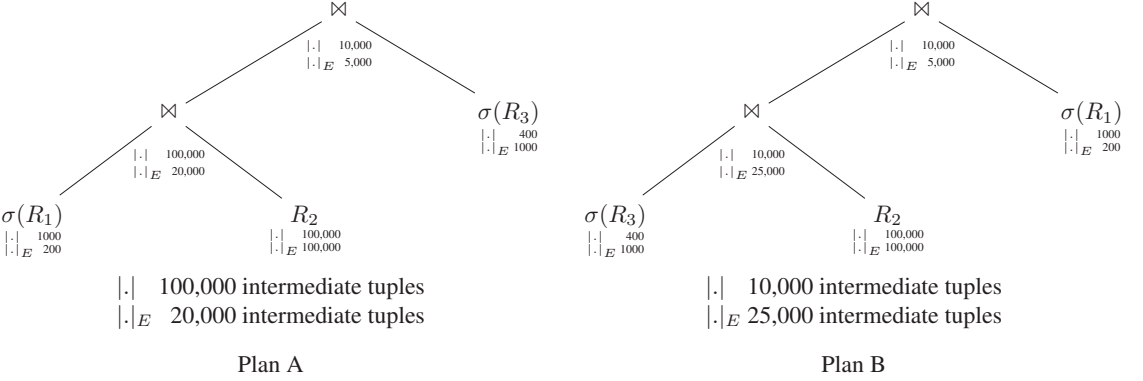 ⋈ ⋈
|.| 10,000 |.| 10,000
|.|E 5,000 |.|E 5,000
⋈ σ(R3) ⋈ σ(R1)
|.| 400 |.| 1000
|.|E 1000 |.|E 200
|.| 100,000 |.| 10,000
|.|E 20,000 |.|E 25,000
σ(R1) R2 σ(R3) R2
|.| 1000 |.| 100,000 |.| 400 |.| 100,000
|.|E 200 |.|E 100,000 |.|E 1000 |.|E 100,000
|.| 100,000 intermediate tuples |.| 10,000 intermediate tuples
|.|E 20,000 intermediate tuples |.|E 25,000 intermediate tuples
Plan A Plan B